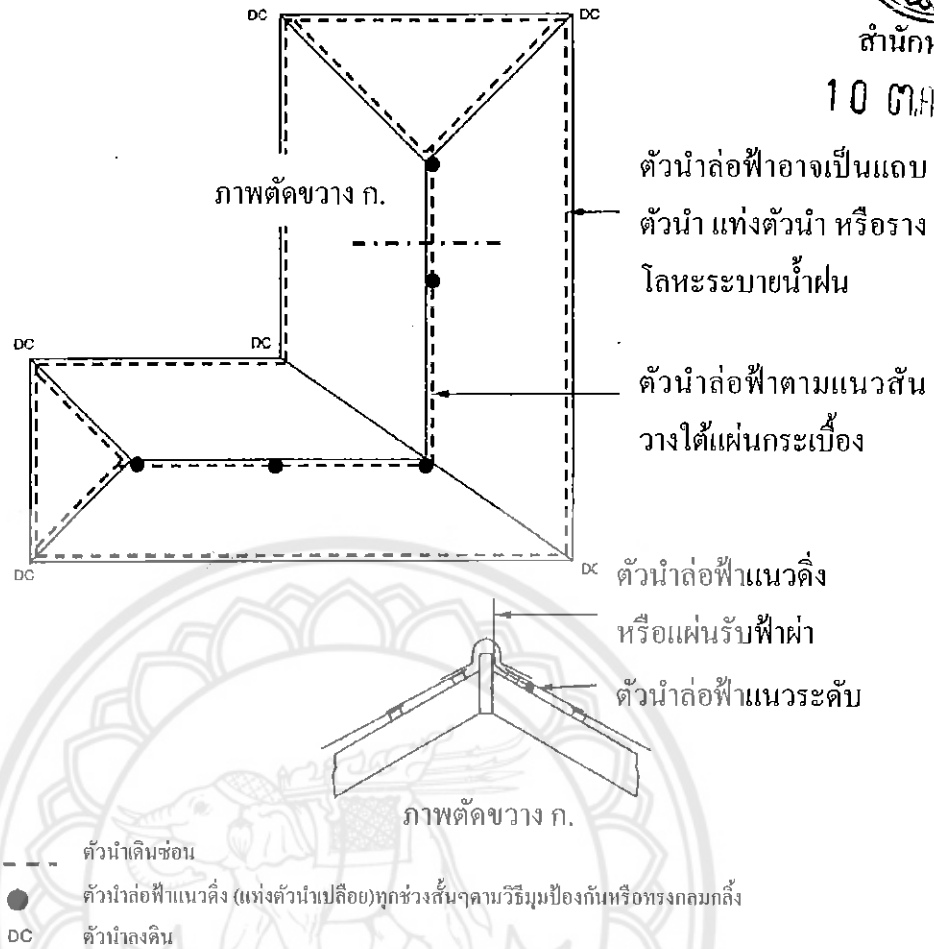 DC
DC
สำนัก
10 ต.ค
ตัวนำล่อฟ้าอาจเป็นแถบ
ภาพตัดขวาง ก.
ตัวนำ แท่งตัวนำ หรือราง
โลหะระบายน้ำฝน
DC
DC
ตัวนำล่อฟ้าตามแนวสัน
วางใต้แผ่นกระเบื้อง
DC
DC
ตัวนำล่อฟ้าแนวดิ่ง
หรือแผ่นรับฟ้าผ่า
ตัวนำล่อฟ้าแนวระดับ
ภาพตัดขวาง ก.
ตัวนำเดินซ่อน
ตัวนำล่อฟ้าแนวดิ่ง (แท่งตัวนำเปลือย)ทุกช่วงสั้นๆตามวิธีมุมป้องกันหรือทรงกลมกลิ้ง
DC ตัวนำลงดิน